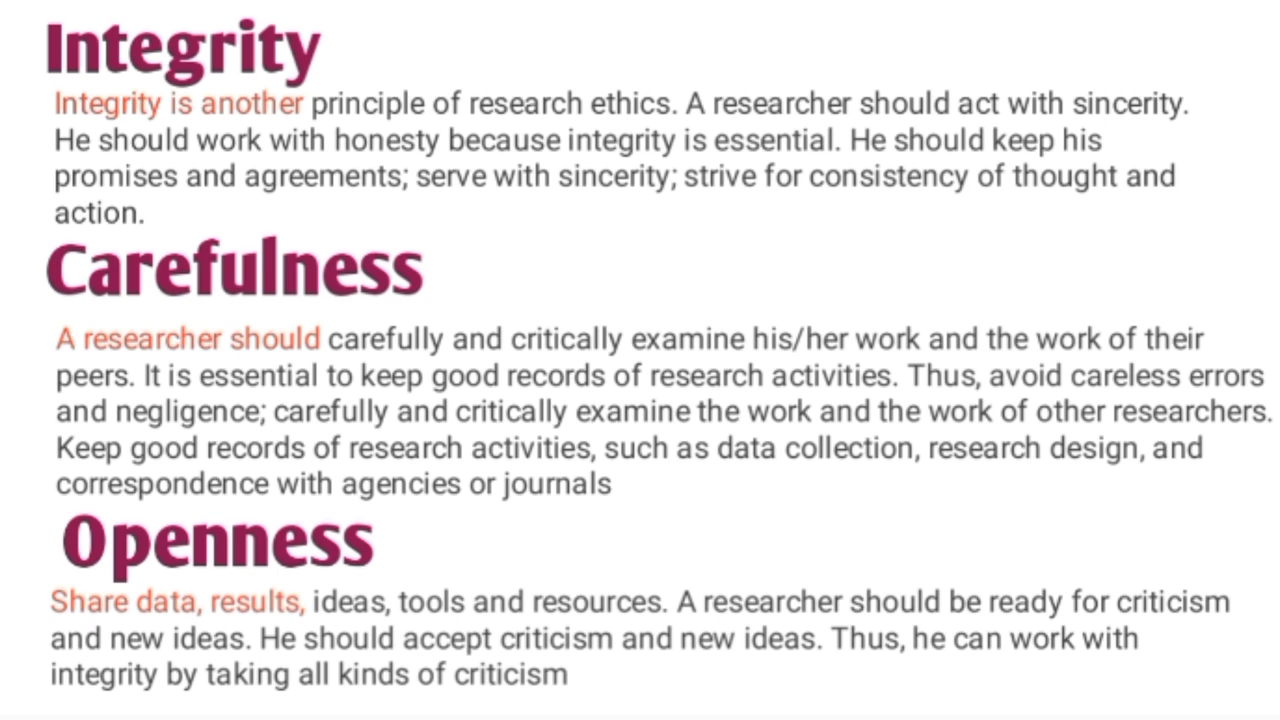 Integrity
Integrity is another principle of research ethics. A researcher should act with sincerity.
He should work with honesty because integrity is essential. He should keep his
promises and agreements; serve with sincerity; strive for consistency of thought and
action.
Carefulness
A researcher should carefully and critically examine his/her work and the work of their
peers. It is essential to keep good records of research activities. Thus, avoid careless errors
and negligence; carefully and critically examine the work and the work of other researchers.
Keep good records of research activities, such as data collection, research design, and
correspondence with agencies or journals
Openness
Share data, results, ideas, tools and resources. A researcher should be ready for criticism
and new ideas. He should accept criticism and new ideas. Thus, he can work with
integrity by taking all kinds of criticism